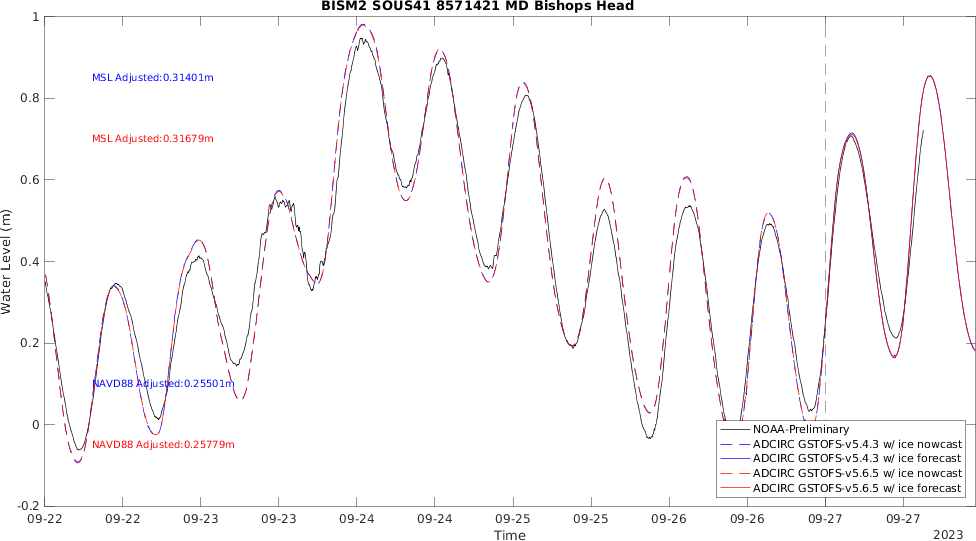 BISM2 SOUS41 8571421 MD Bishops Head
1
0.8
0.6
0.4
0.2
0
-0.2
Water Level (m)
MSL Adjusted:0.31401m
MSL Adjusted:0.31679m
NAVD88 Adjusted:0.25501m
NAVD88 Adjusted:0.25779m
NOAA-Preliminary
ADCIRC GSTOFS-v5.4.3 w/ ice nowcast
ADCIRC GSTOFS-v5.4.3 w/ ice forecast
ADCIRC GSTOFS-v5.6.5 w/ ice nowcast
ADCIRC GSTOFS-v5.6.5 w/ ice forecast
09-22 09-22 09-23 09-23 09-24 09-24 09-25 09-25 09-26 09-26 09-27 09-27
Time
2023